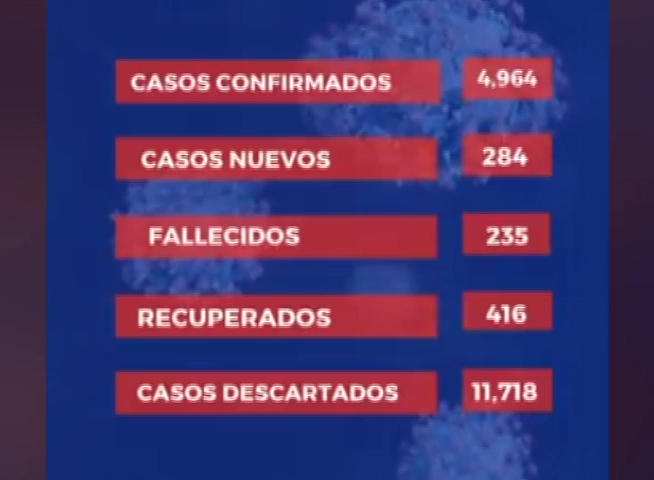 CASOS CONFIRMADOS 4,964
CASOS NUEVOS 284
FALLECIDOS 235
RECUPERADOS 416
CASOS DESCARTADOS 11,718